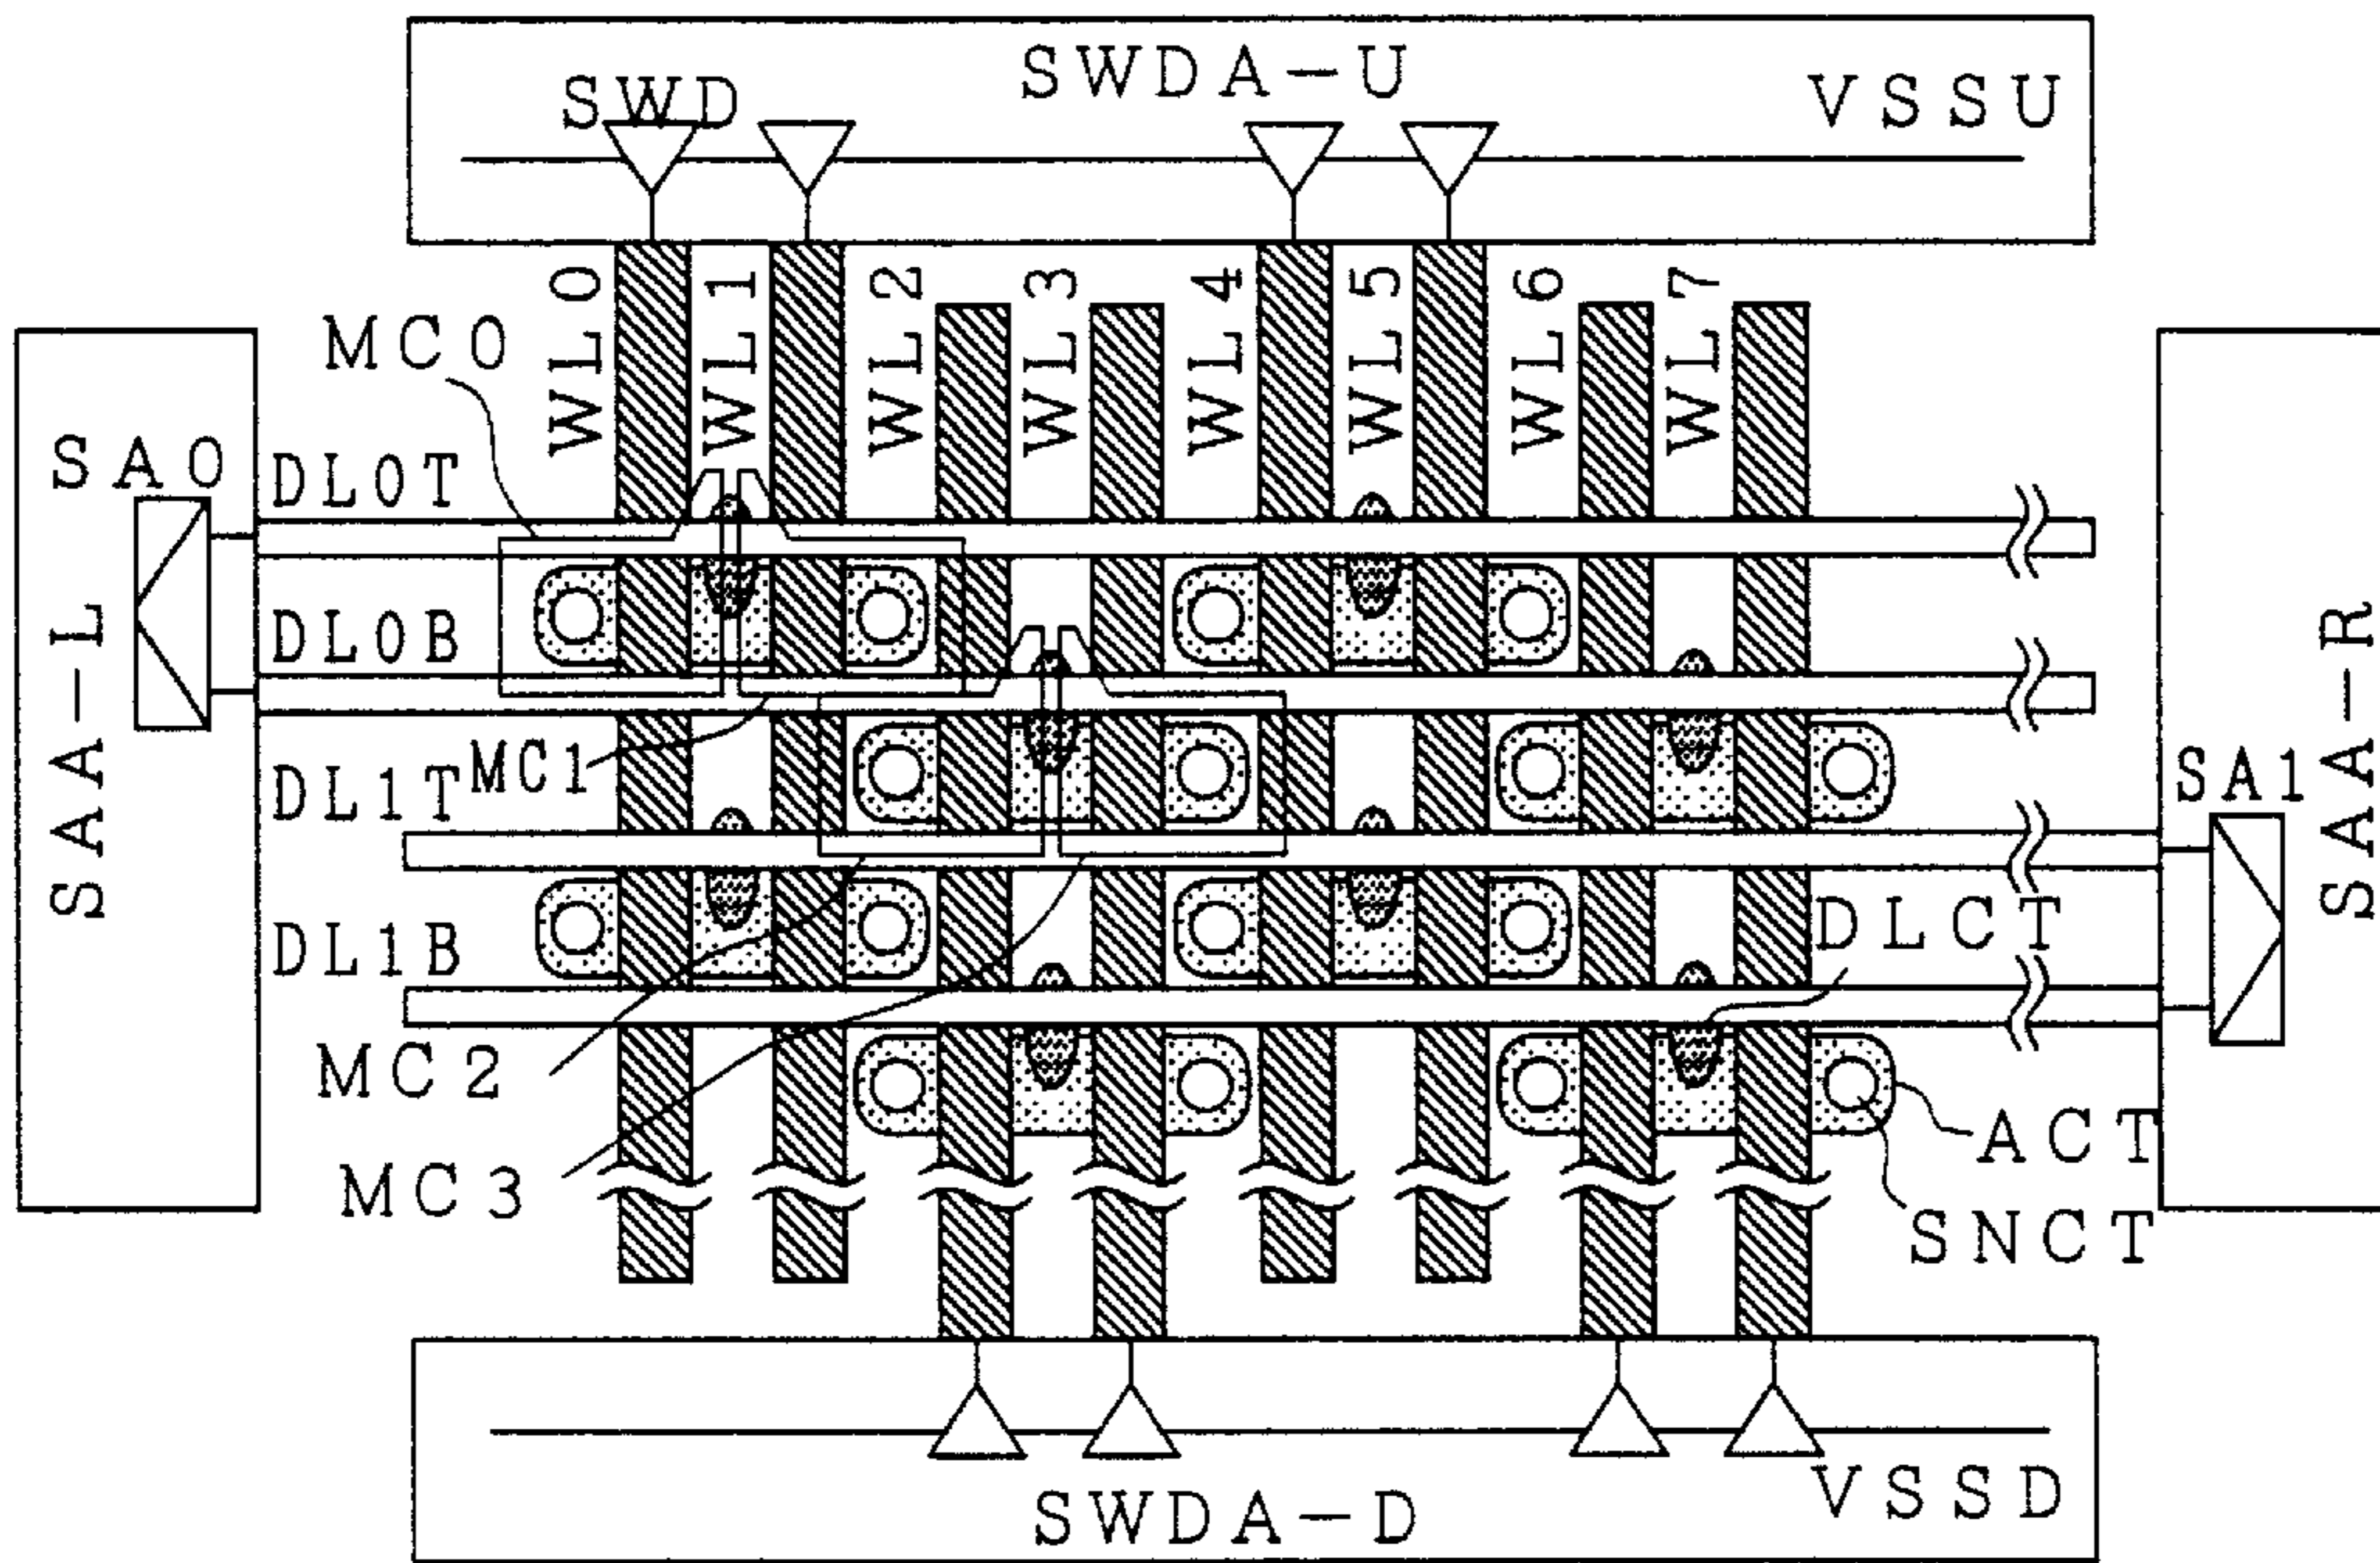 SWDA-U
SWD
VSSU
WL0
WL1
WL2
WL3
WL4
WL5
WL6
WL7
MC0
SA0
DL0T
SAA-L
DL0B
MC1
DL1T
DL1B
SA1
SAA-R
DLCT
MC2
MC3
ACT
SNCT
VSSD
SWDA-D